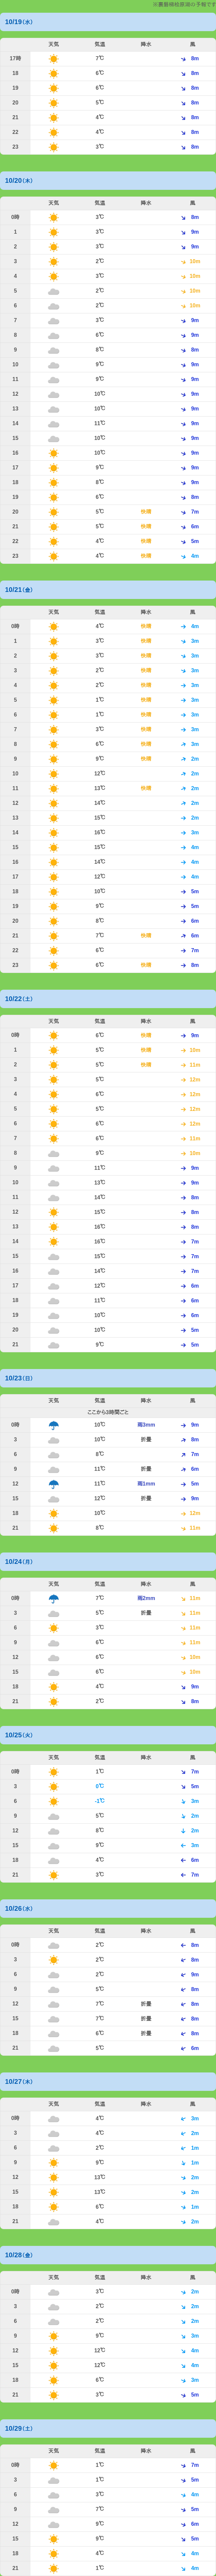 10/19(水)
天気 気温 降水 風
17時 7℃ 8m
18 6℃ 8m
19 6℃ 8m
20 5℃ 8m
21 4℃ 8m
22 4℃ 8m
23 3℃ 8m
10/20(木)
天気 気温 降水 風
0時 3℃ 8m
1 2℃ 9m
2 3℃ 9m
3 2℃ 10m
4 3℃ 10m
5 2℃ 10m
6 2℃ 10m
7 3℃ 9m
8 6℃ 9m
9 8℃ 8m
10 9℃ 9m
11 9℃ 9m
12 10℃ 9m
13 10℃ 9m
14 11℃ 9m
15 10℃ 9m
16 10℃ 9m
17 9℃ 9m
18 8℃ 9m
19 6℃ 8m
20 5℃ 快晴 7m
21 5℃ 快晴 6m
22 4℃ 快晴 5m
23 4℃ 快晴 4m
10/21(金)
天気 気温 降水 風
0時 4℃ 快晴 4m
1 3℃ 快晴 3m
2 3℃ 快晴 3m
3 2℃ 快晴 3m
4 2℃ 快晴 3m
5 1℃ 快晴 3m
6 1℃ 快晴 3m
7 3℃ 快晴 3m
8 6℃ 快晴 3m
9 9℃ 快晴 2m
10 12℃ 2m
11 13℃ 快晴 2m
12 14℃ 2m
13 15℃ 2m
14 16℃ 3m
15 15℃ 4m
16 14℃ 4m
17 12℃ 4m
18 10℃ 5m
19 9℃ 5m
20 8℃ 6m
21 7℃ 快晴 6m
22 6℃ 7m
23 6℃ 快晴 8m
10/22(土)
天気 気温 降水 風
0時 6℃ 快晴 9m
1 5℃ 快晴 10m
2 5℃ 快晴 11m
3 5℃ 12m
4 6℃ 12m
5 5℃ 12m
6 6℃ 12m
7 6℃ 11m
8 9℃ 10m
9 11℃ 9m
10 13℃ 9m
11 14℃ 8m
12 15℃ 8m
13 16℃ 8m
14 16℃ 7m
15 15℃ 7m
16 14℃ 7m
17 12℃ 6m
18 11℃ 6m
19 10℃ 6m
20 10℃ 5m
21 9℃ 5m
10/23(日)
天気 気温 降水 風
ここから3時間ごと
0時 10℃ 雨3mm 9m
3 10℃ 折畳 8m
6 8℃ 7m
9 11℃ 折畳 6m
12 11℃ 雨1mm 5m
15 12℃ 折畳 9m
18 10℃ 12m
21 8℃ 11m
10/24(月)
天気 気温 降水 風
0時 7℃ 雨2mm 11m
3 5℃ 折畳 11m
6 3℃ 11m
9 6℃ 11m
12 6℃ 10m
15 6℃ 10m
18 4℃ 9m
21 2℃ 8m
10/25(火)
天気 気温 降水 風
0時 1℃ 7m
3 0℃ 5m
6 -1℃ 3m
9 5℃ 2m
12 8℃ 2m
15 9℃ 3m
18 4℃ 6m
21 3℃ 7m
10/26(水)
天気 気温 降水 風
0時 2℃ 8m
3 2℃ 8m
6 2℃ 9m
9 5℃ 8m
12 7℃ 折畳 8m
15 7℃ 折畳 8m
18 6℃ 折畳 8m
21 5℃ 6m
10/27(木)
天気 気温 降水 風
0時 4℃ 3m
3 4℃ 2m
6 2℃ 1m
9 9℃ 1m
12 13℃ 2m
15 13℃ 2m
18 6℃ 1m
21 4℃ 2m
10/28(金)
天気 気温 降水 風
0時 3℃ 2m
3 2℃ 2m
6 2℃ 2m
9 9℃ 3m
12 12℃ 4m
15 12℃ 4m
18 6℃ 3m
21 3℃ 5m
10/29(土)
天気 気温 降水 風
0時 1℃ 7m
3 1℃ 5m
6 3℃ 4m
9 7℃ 5m
12 9℃ 6m
15 9℃ 5m
18 4℃ 4m
21 1℃ 4m